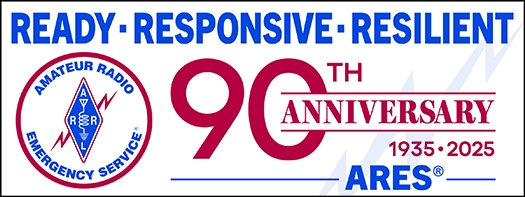 READY · RESPONSIVE · RESILIENT
AMATEUR RADIO
ARRL
EMERGENCY SERVICE®
90TH
ANNIVERSARY
1935 • 2025
ARES®